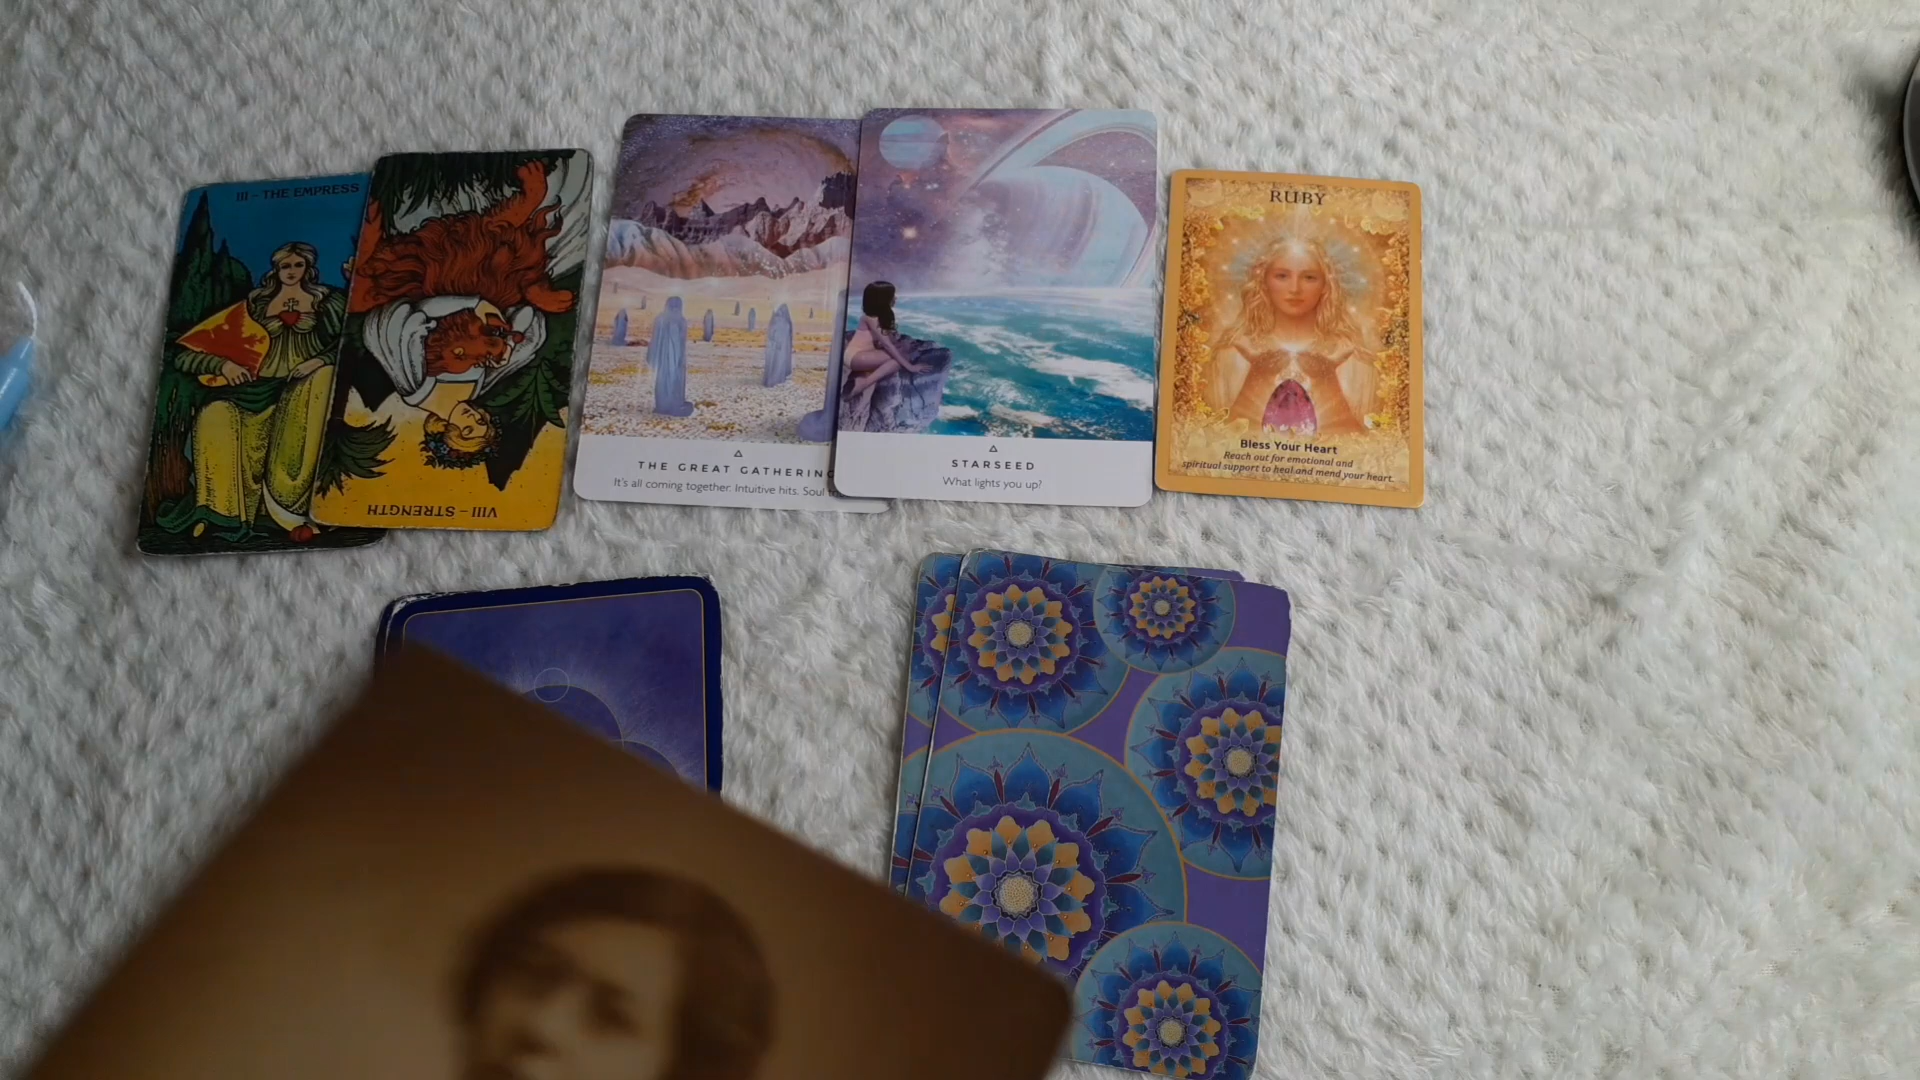 III – THE EMPRESS
VIII – STRENGTH
THE GREAT GATHERING
It's all coming together. Intuitive hits. Soul
STARSEED
What lights you up?
RUBY
Bless Your Heart
Reach out for emotional and
spiritual support to heal and mend your heart.